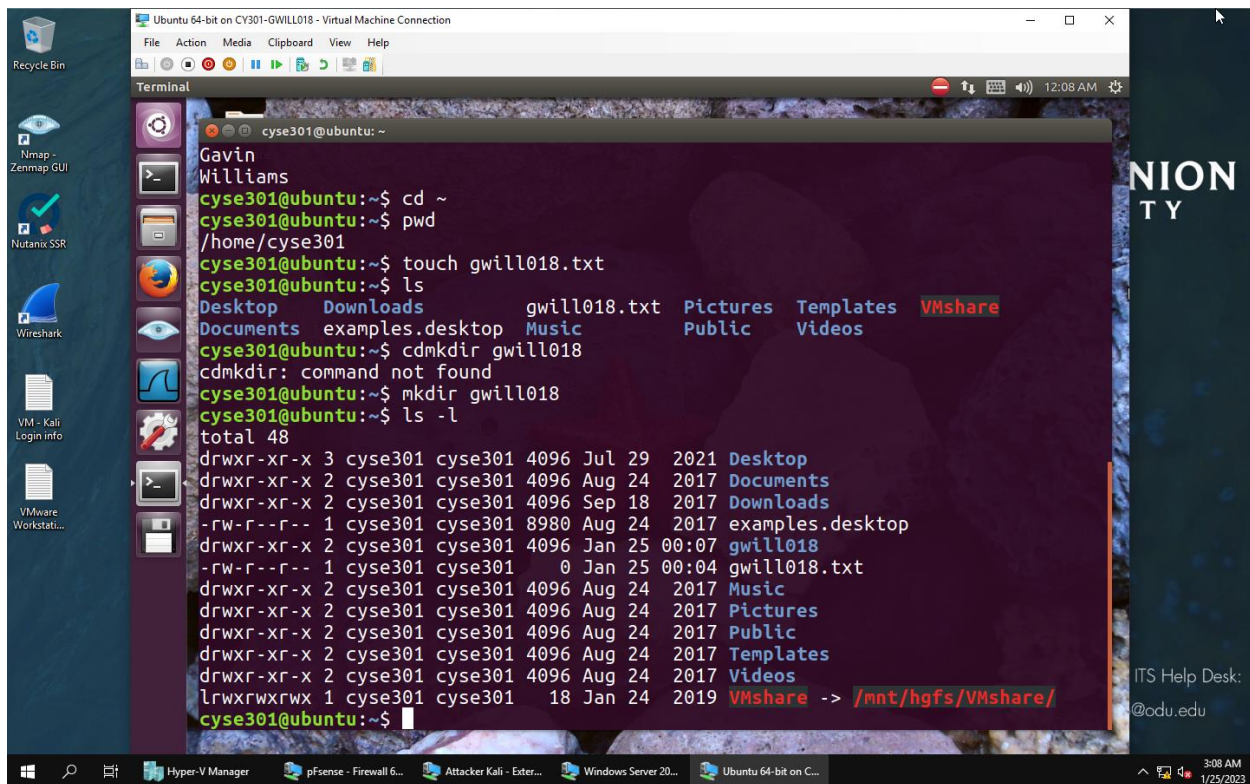 Ubuntu 64-bit on CY301-GWILL018 - Virtual Machine Connection
File Action Media Clipboard View Help
Recycle Bin
Terminal
12:08 AM
cyse301@ubuntu: ~
Nmap -
Zenmap GUI
Nutanix SSR
Wireshark
VM - Kali
Login info
VMware
Workstati...
Gavin
Williams
cyse301@ubuntu:~$ cd ~
cyse301@ubuntu:~$ pwd
/home/cyse301
cyse301@ubuntu:~$ touch gwill018.txt
cyse301@ubuntu:~$ ls
Desktop Downloads gwill018.txt Pictures Templates VMshare
Documents examples.desktop Music Public Videos
cyse301@ubuntu:~$ cdmkdir gwill018
cdmkdir: command not found
cyse301@ubuntu:~$ mkdir gwill018
cyse301@ubuntu:~$ ls -l
total 48
drwxr-xr-x 3 cyse301 cyse301 4096 Jul 29 2021 Desktop
drwxr-xr-x 2 cyse301 cyse301 4096 Aug 24 2017 Documents
drwxr-xr-x 2 cyse301 cyse301 4096 Sep 18 2017 Downloads
-rw-r--r-- 1 cyse301 cyse301 8980 Aug 24 2017 examples.desktop
drwxr-xr-x 2 cyse301 cyse301 4096 Jan 25 00:07 gwill018
-rw-r--r-- 1 cyse301 cyse301 0 Jan 25 00:04 gwill018.txt
drwxr-xr-x 2 cyse301 cyse301 4096 Aug 24 2017 Music
drwxr-xr-x 2 cyse301 cyse301 4096 Aug 24 2017 Pictures
drwxr-xr-x 2 cyse301 cyse301 4096 Aug 24 2017 Public
drwxr-xr-x 2 cyse301 cyse301 4096 Aug 24 2017 Templates
drwxr-xr-x 2 cyse301 cyse301 4096 Aug 24 2017 Videos
lrwxrwxrwx 1 cyse301 cyse301 18 Jan 24 2019 VMshare -> /mnt/hgfs/VMshare/
cyse301@ubuntu:~$
NION
TY
ITS Help Desk:
@odu.edu
Hyper-V Manager
pFsense - Firewall 6...
Attacker Kali - Exter...
Windows Server 20...
Ubuntu 64-bit on C...
3:08 AM
1/25/2023